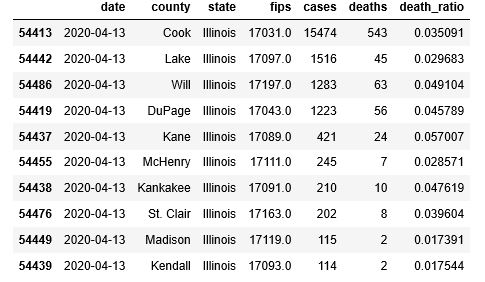 date county state fips cases deaths death_ratio
54413 2020-04-13 Cook Illinois 17031.0 15474 543 0.035091
54442 2020-04-13 Lake Illinois 17097.0 1516 45 0.029683
54486 2020-04-13 Will Illinois 17197.0 1283 63 0.049104
54419 2020-04-13 DuPage Illinois 17043.0 1223 56 0.045789
54437 2020-04-13 Kane Illinois 17089.0 421 24 0.057007
54455 2020-04-13 McHenry Illinois 17111.0 245 7 0.028571
54438 2020-04-13 Kankakee Illinois 17091.0 210 10 0.047619
54476 2020-04-13 St. Clair Illinois 17163.0 202 8 0.039604
54449 2020-04-13 Madison Illinois 17119.0 115 2 0.017391
54439 2020-04-13 Kendall Illinois 17093.0 114 2 0.017544